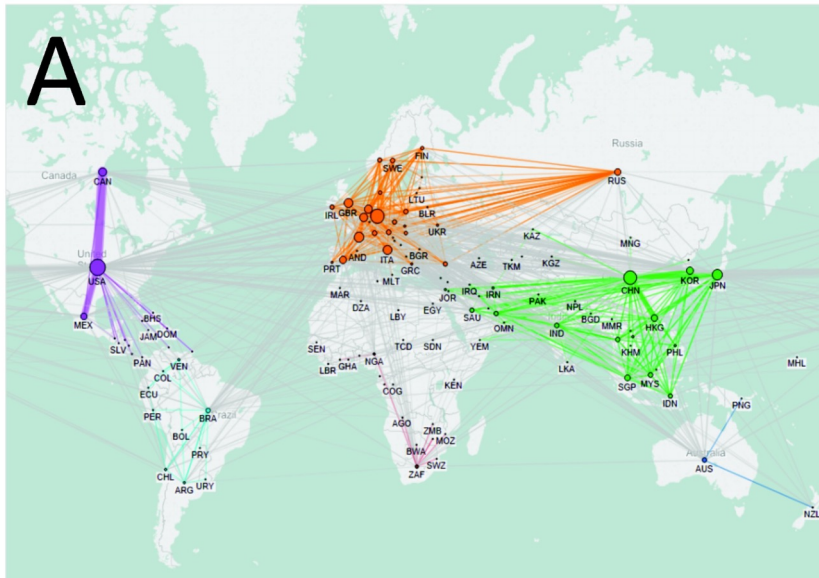 A
Russia
FIN
SWE
Canada
CAN
RUS
LTU
IRL
GBR
BLR
UKR
KAZ
MNG
United
USA
AND
ITA
BGR
GRC
PRT
AZE
TKM
KGZ
CHN
KOR
JPN
MLT
MAR
JOR
IRQ
IRN
PAK
DZA
LBY
EGY
SAU
NPL
OMN
IND
BGD
MMR
HKG
MEX
BHS
JAM
DOM
SLV
PAN
VEN
SEN
TCD
SDN
YEM
KHM
PHL
LBR
GHA
NGA
LKA
MHL
COL
ECU
COG
KEN
SGP
MYS
IDN
PNG
PER
BRA
razil
BOL
AGO
ZMB
MOZ
PRY
BWA
SWZ
ZAF
Australia
AUS
CHL
ARG
URY
NZL